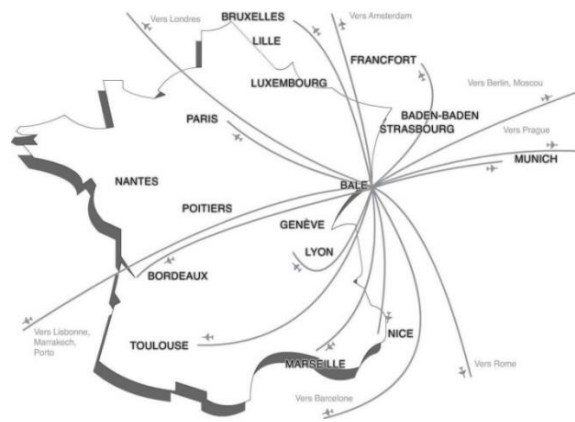 BRUXELLES
Vers Londres
Vers Amsterdam
LILLE
FRANCFORT
LUXEMBOURG
Vers Berlin, Moscou
PARIS
BADEN-BADEN
STRASBOURG
Vers Prague
MUNICH
NANTES
BALE
POITIERS
GENÈVE
LYON
BORDEAUX
Vers Lisbonne,
Marrakech,
Porto
TOULOUSE
NICE
MARSEILLE
Vers Rome
Vers Barcelone